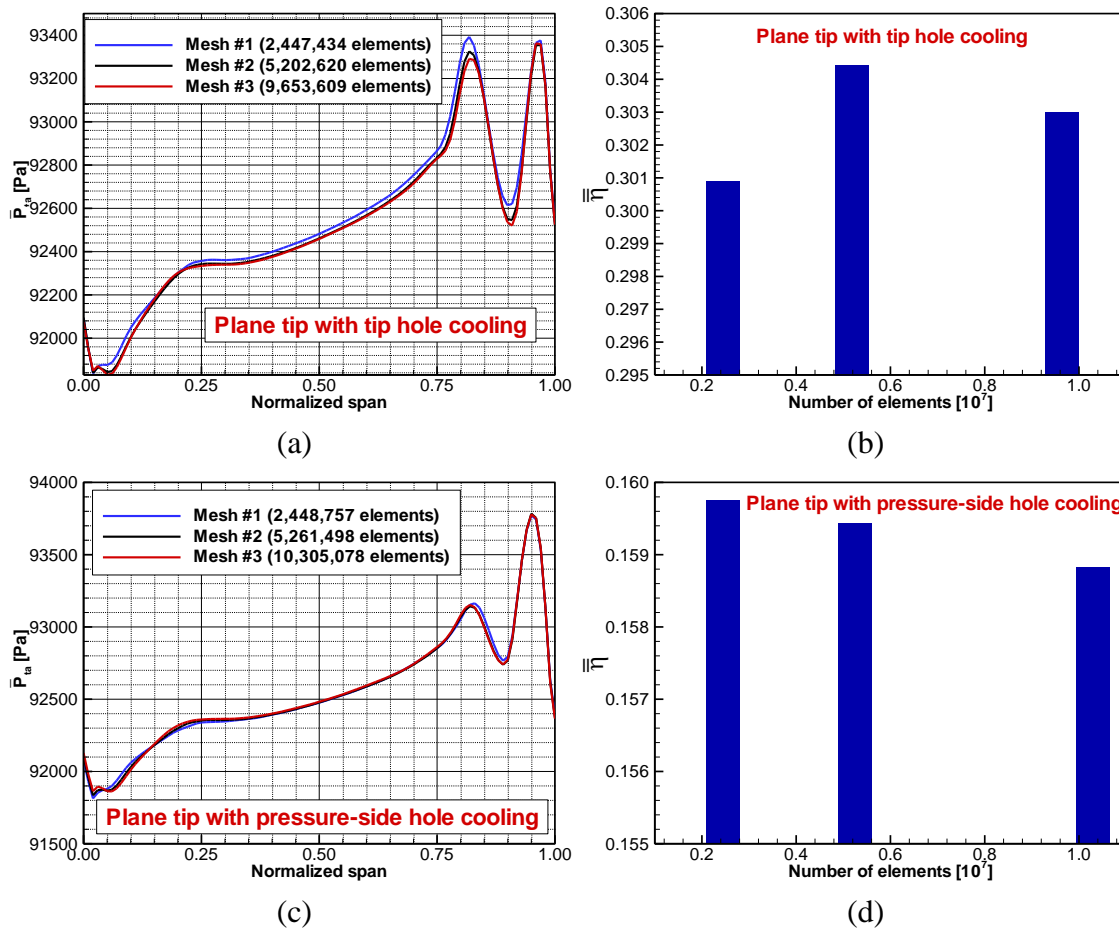 93400
93200
93000
92800
92600
92400
92200
92000
P̅ta [Pa]
Mesh #1 (2,447,434 elements)
Mesh #2 (5,202,620 elements)
Mesh #3 (9,653,609 elements)
Plane tip with tip hole cooling
0.00 0.25 0.50 0.75 1.00
Normalized span
(a)
0.306
0.305
0.304
0.303
0.302
0.301
0.300
0.299
0.298
0.297
0.296
0.295
η̿
Plane tip with tip hole cooling
0.2 0.4 0.6 0.8 1.0
Number of elements [10⁷]
(b)
94000
93500
93000
92500
92000
91500
P̅ta [Pa]
Mesh #1 (2,448,757 elements)
Mesh #2 (5,261,498 elements)
Mesh #3 (10,305,078 elements)
Plane tip with pressure-side hole cooling
0.00 0.25 0.50 0.75 1.00
Normalized span
(c)
0.160
0.159
0.158
0.157
0.156
0.155
η̿
Plane tip with pressure-side hole cooling
0.2 0.4 0.6 0.8 1.0
Number of elements [10⁷]
(d)